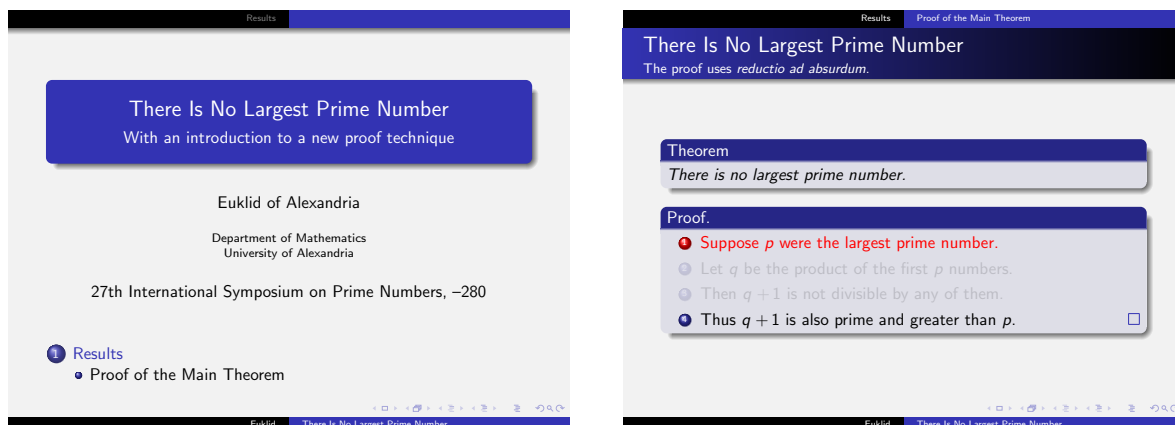 Results
There Is No Largest Prime Number
With an introduction to a new proof technique
Euklid of Alexandria
Department of Mathematics
University of Alexandria
27th International Symposium on Prime Numbers, –280
1 Results
Proof of the Main Theorem
Euklid There Is No Largest Prime Number
Results Proof of the Main Theorem
There Is No Largest Prime Number
The proof uses reductio ad absurdum.
Theorem
There is no largest prime number.
Proof.
1 Suppose p were the largest prime number.
2 Let q be the product of the first p numbers.
3 Then q + 1 is not divisible by any of them.
4 Thus q + 1 is also prime and greater than p.
Euklid There Is No Largest Prime Number